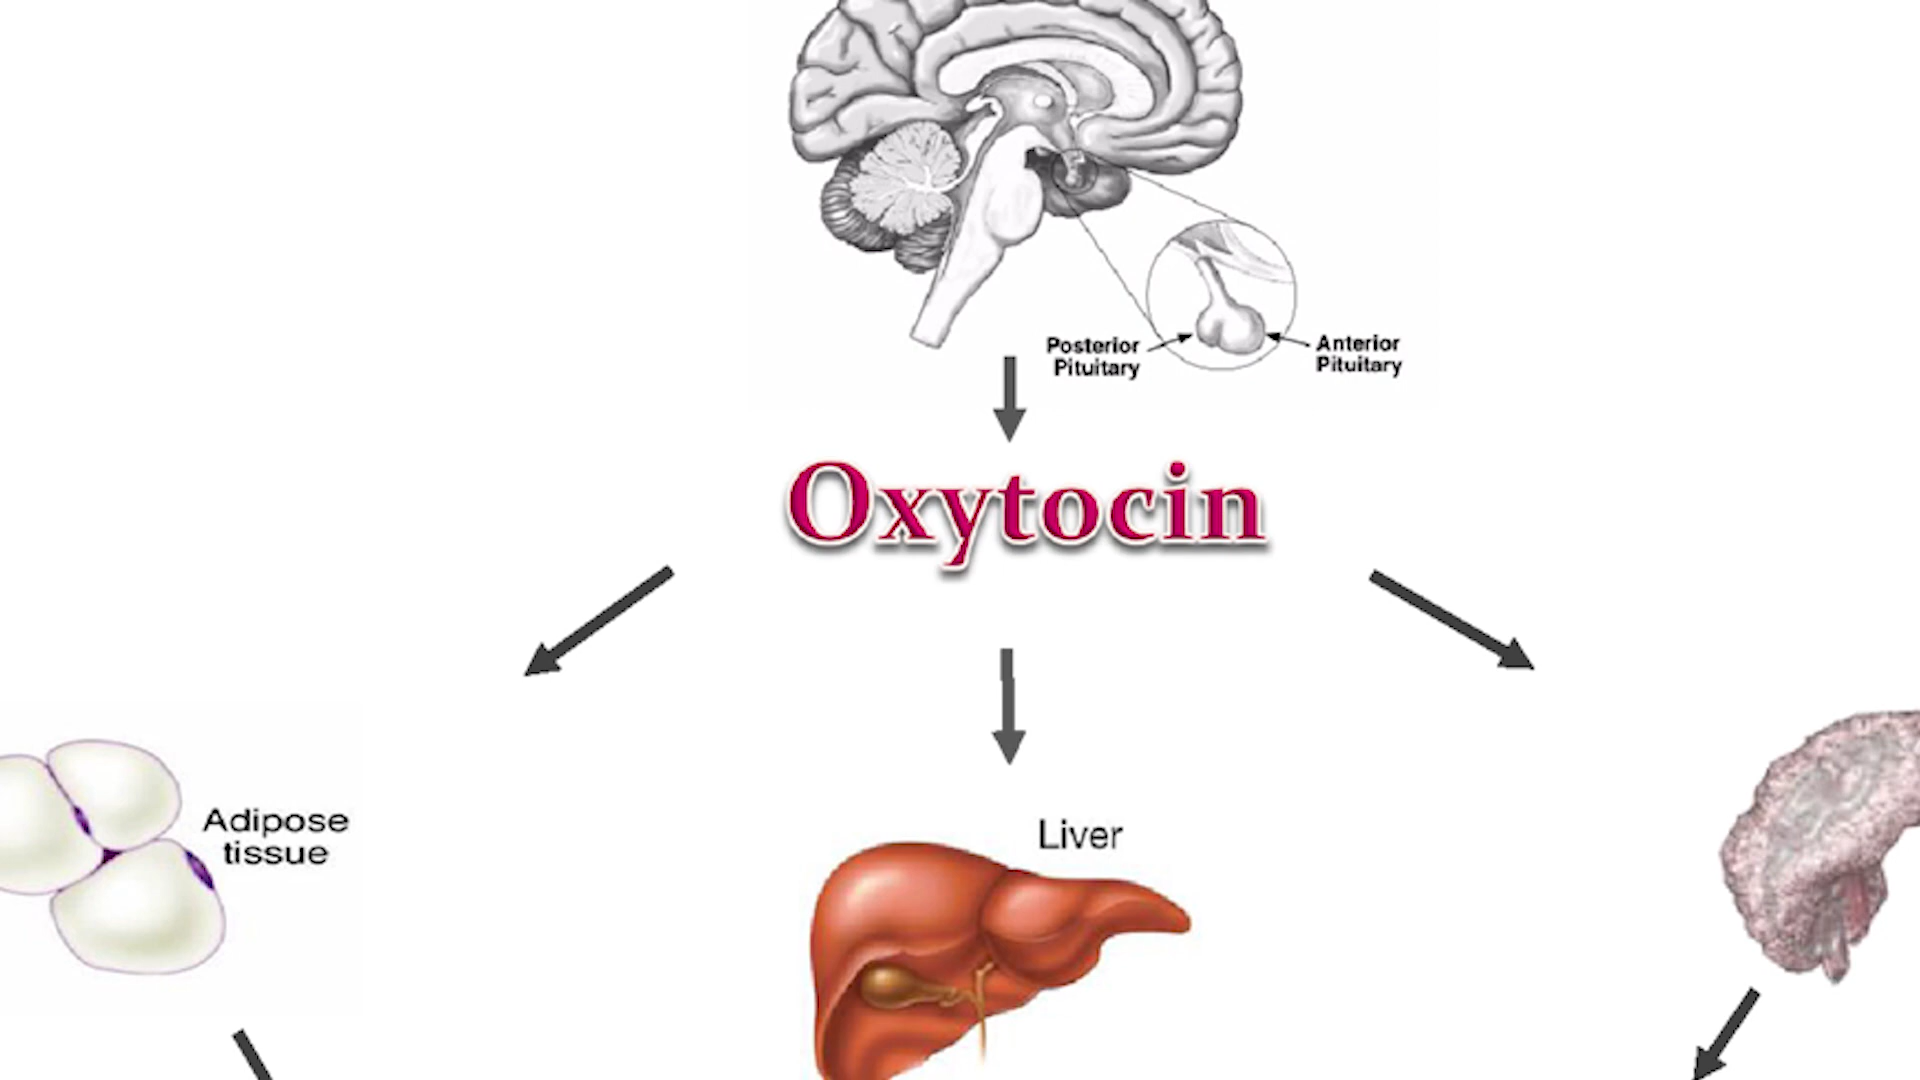 Posterior
Pituitary
Anterior
Pituitary
Oxytocin
Adipose
tissue
Liver